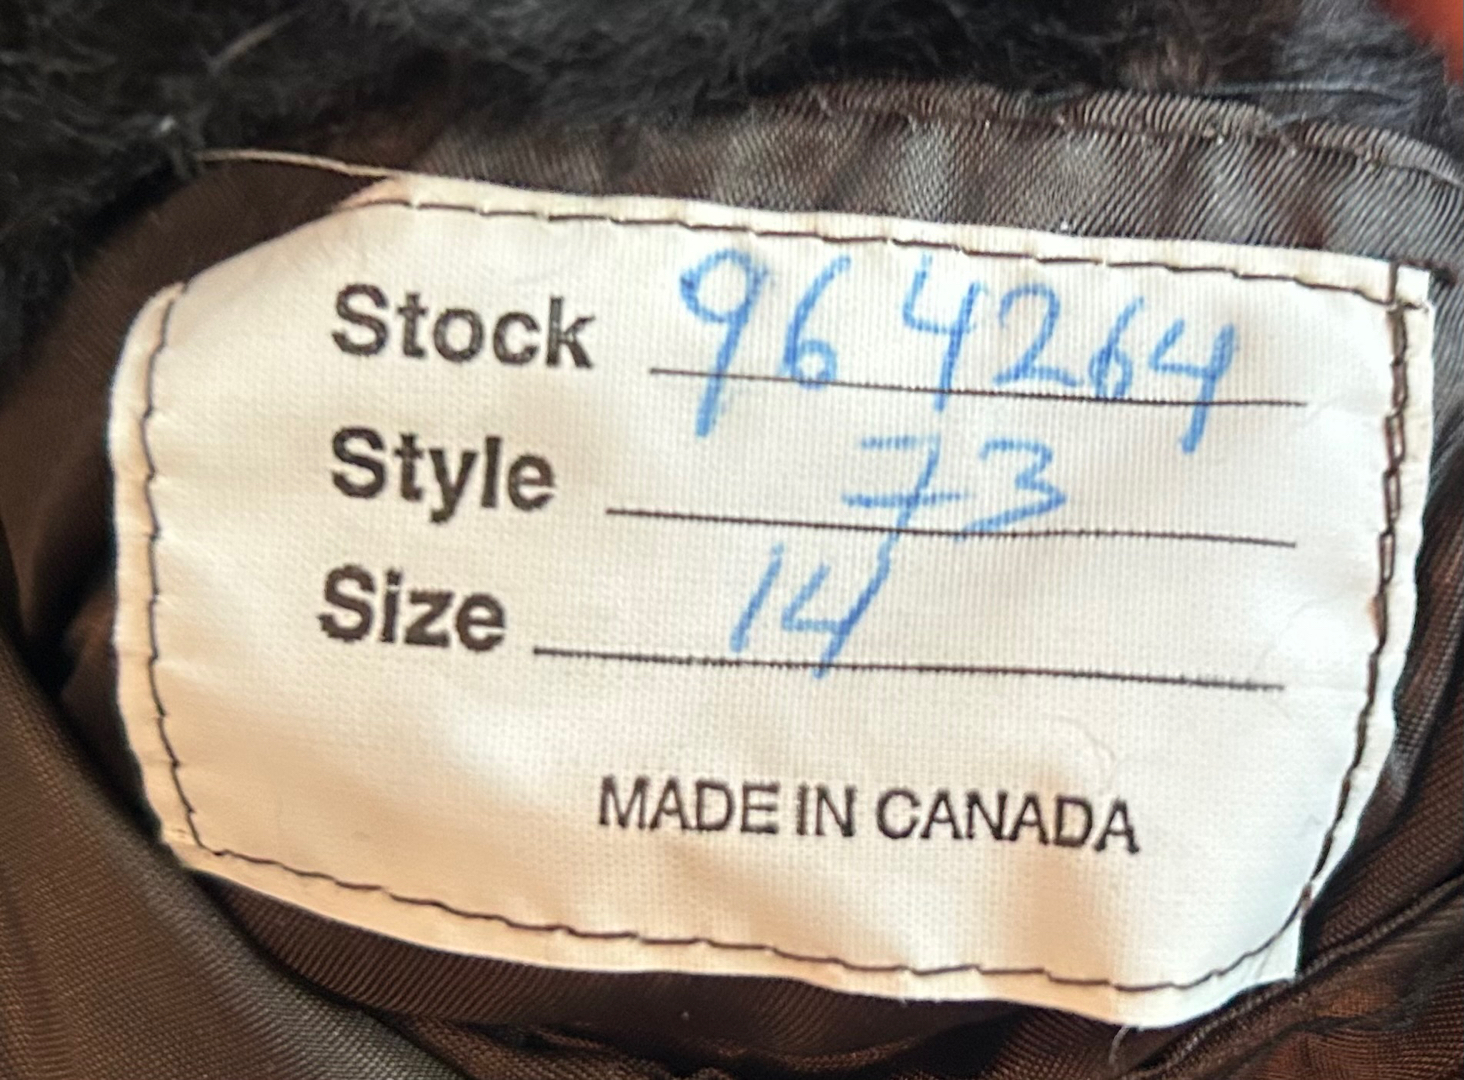 Stock 964264
Style 73
Size 14
MADE IN CANADA